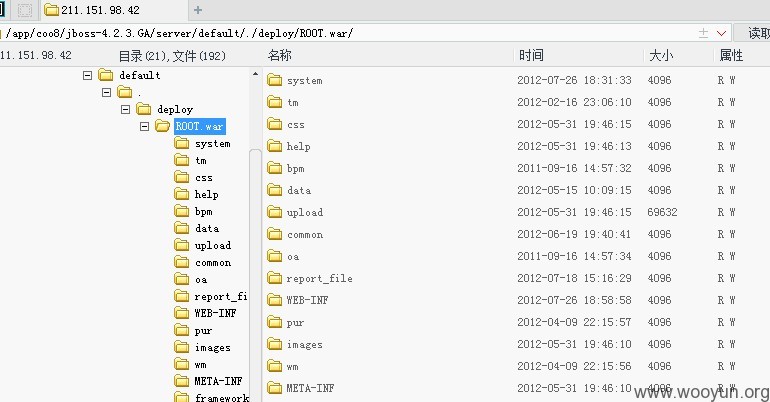 211.151.98.42
/app/coo8/jboss-4.2.3.GA/server/default/./deploy/ROOT.war/
读取
11.151.98.42 目录(21),文件(192) 名称 时间 大小 属性
default
.
deploy
ROOT.war
system
tm
css
help
bpm
data
upload
common
oa
report_fi
WEB-INF
pur
images
wm
META-INF
framework
system 2012-07-26 18:31:33 4096 R W
tm 2012-02-16 23:06:10 4096 R W
css 2012-05-31 19:46:15 4096 R W
help 2012-05-31 19:46:13 4096 R W
bpm 2011-09-16 14:57:32 4096 R W
data 2012-05-15 10:09:15 4096 R W
upload 2012-05-31 19:46:15 69632 R W
common 2012-06-19 19:40:41 4096 R W
oa 2011-09-16 14:57:34 4096 R W
report_file 2012-07-18 15:16:29 4096 R W
WEB-INF 2012-07-26 18:58:58 4096 R W
pur 2012-04-09 22:15:57 4096 R W
images 2012-05-31 19:46:10 4096 R W
wm 2012-04-09 22:15:56 4096 R W
META-INF 2012-05-31 19:46:10 4096 R W
www.wooyun.org